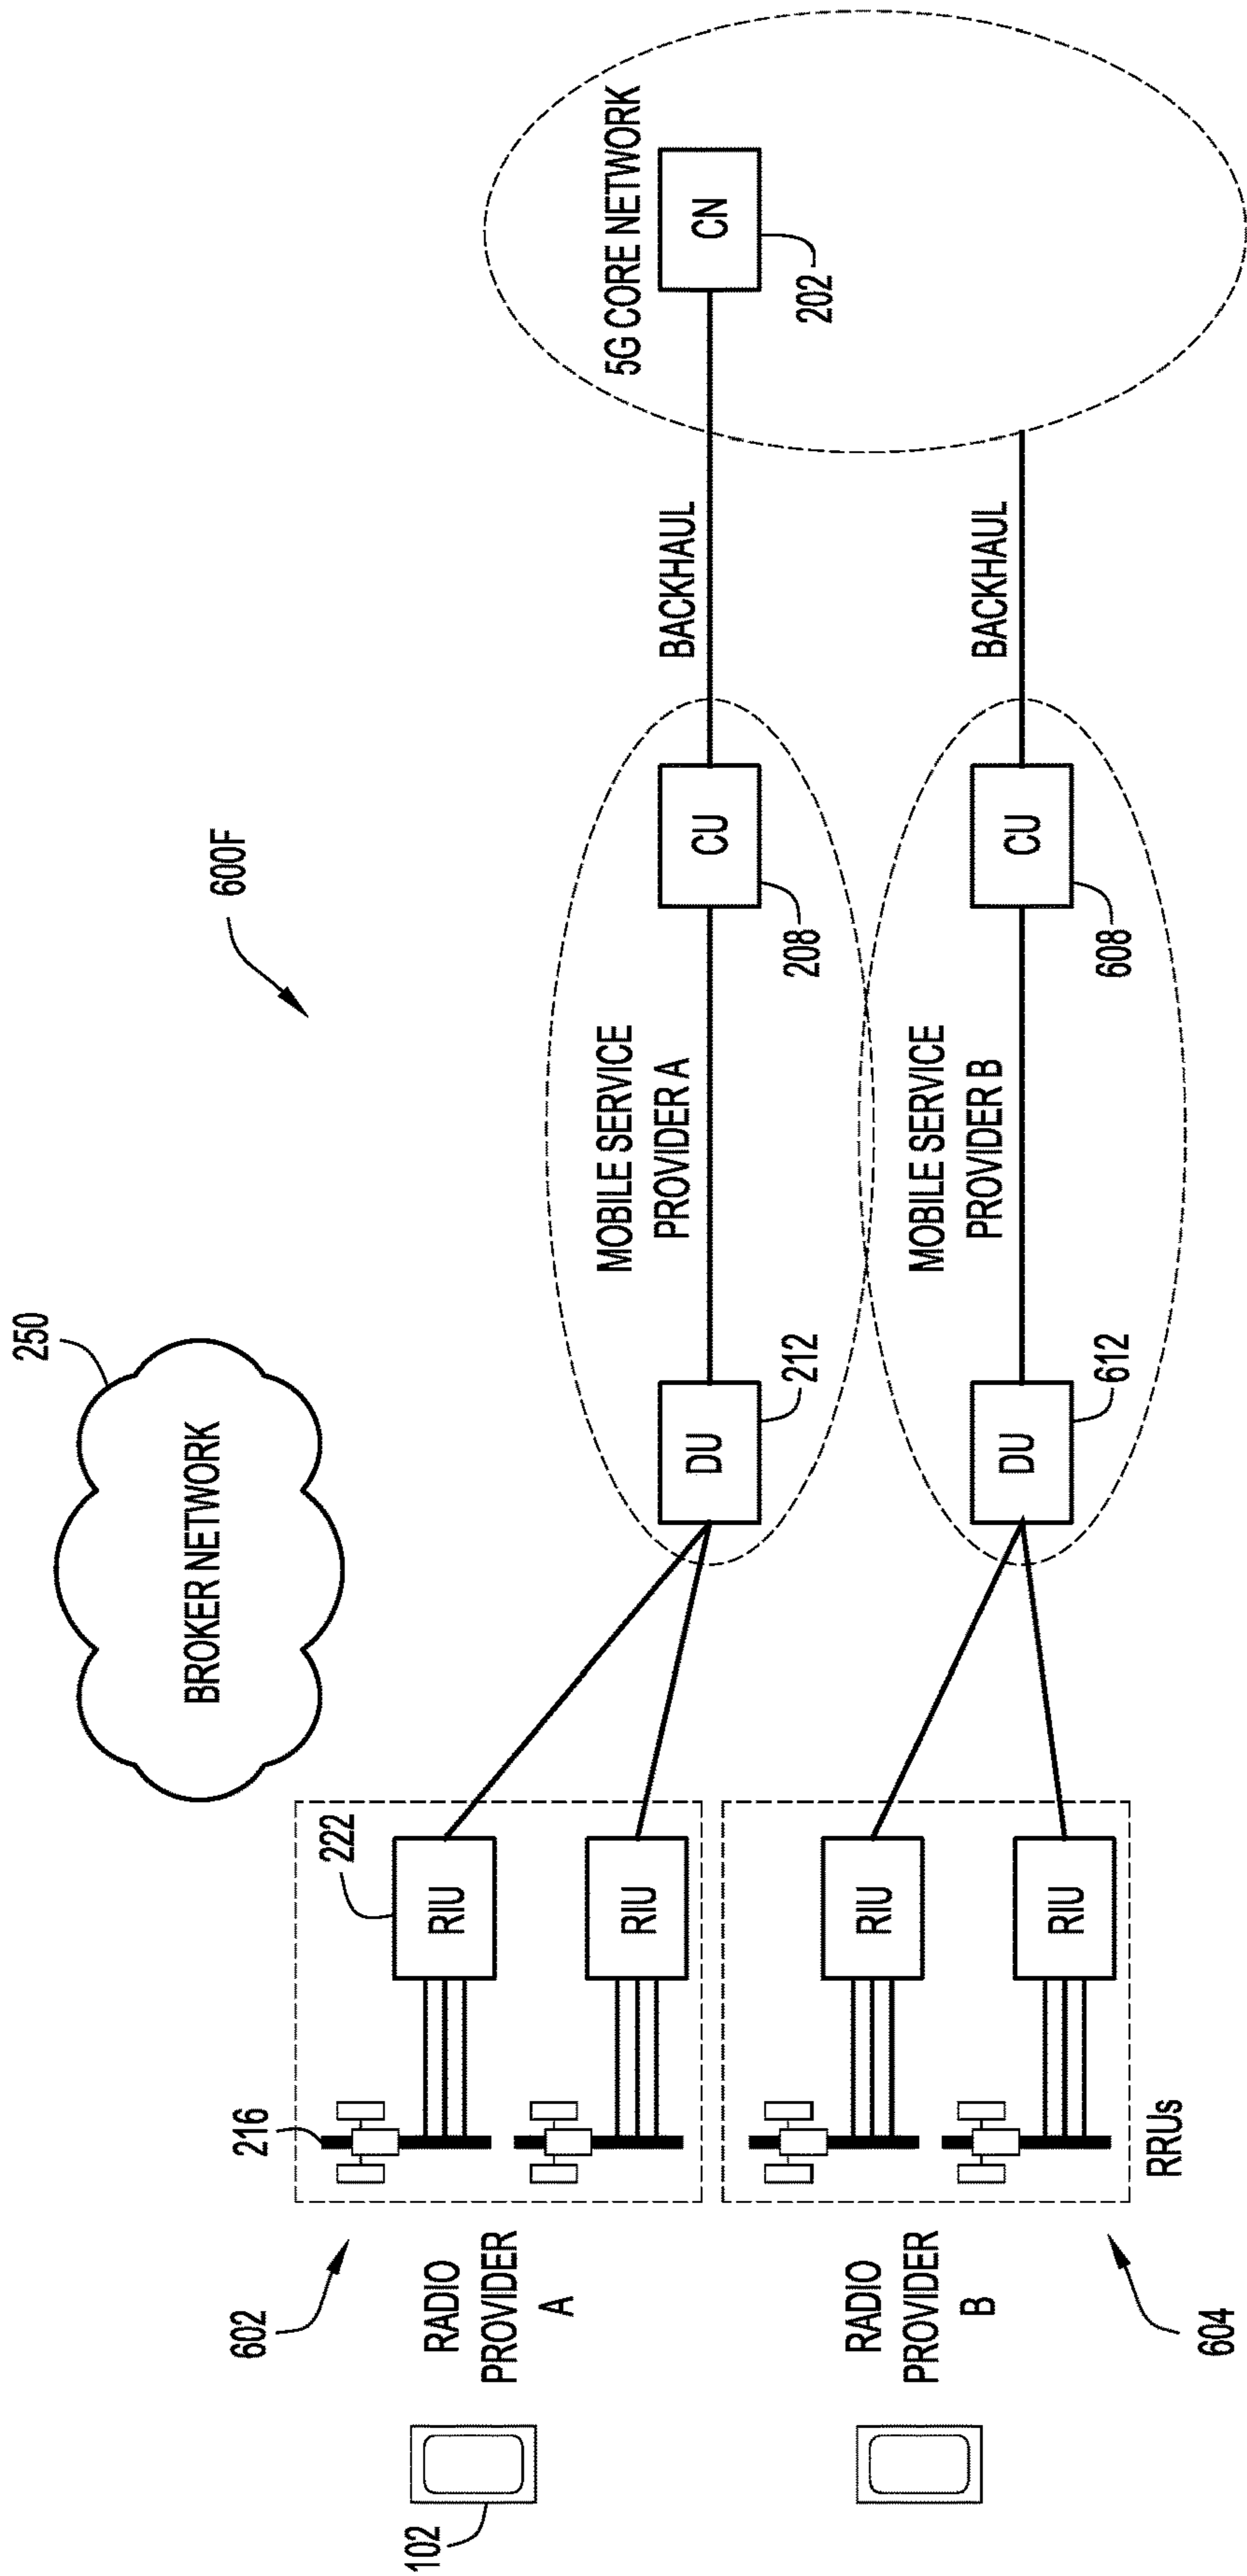 600F
250
BROKER NETWORK
5G CORE NETWORK
CN
202
BACKHAUL
CU
208
MOBILE SERVICE
PROVIDER A
DU
212
BACKHAUL
CU
608
MOBILE SERVICE
PROVIDER B
DU
612
222
RIU
RIU
RIU
RIU
216
RRUs
602
RADIO
PROVIDER
A
RADIO
PROVIDER
B
604
102